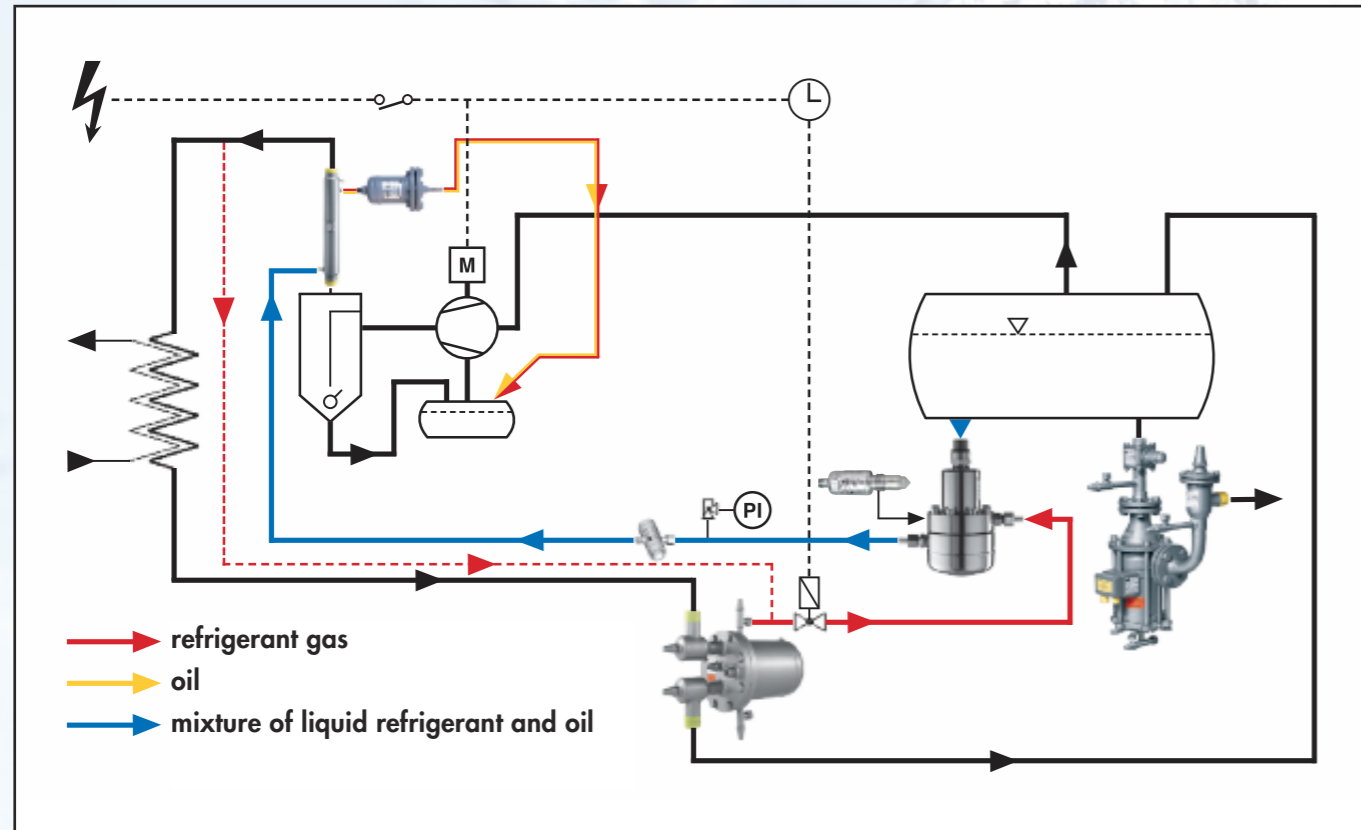 M
PI
refrigerant gas
oil
mixture of liquid refrigerant and oil